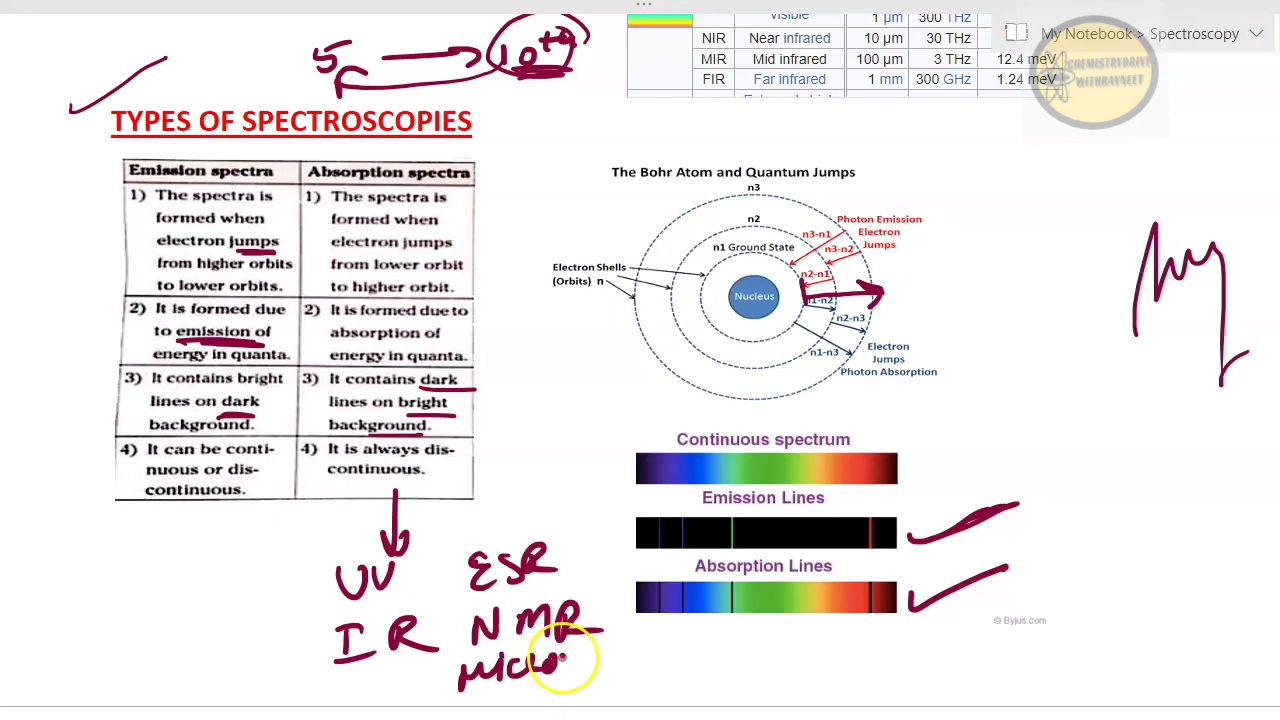 Visible 1 µm 300 THz
NIR Near infrared 10 µm 30 THz
MIR Mid infrared 100 µm 3 THz 12.4 meV
FIR Far infrared 1 mm 300 GHz 1.24 meV
My Notebook > Spectroscopy
CHEMISTRYDRIVE
WITHRAVNEET
5
TYPES OF SPECTROSCOPIES
Emission spectra
1) The spectra is
formed when
electron jumps
from higher orbits
to lower orbits.
2) It is formed due
to emission of
energy in quanta.
3) It contains bright
lines on dark
background.
4) It can be conti-
nuous or dis-
continuous.
Absorption spectra
1) The spectra is
formed when
electron jumps
from lower orbit
to higher orbit.
2) It is formed due to
absorption of
energy in quanta.
3) It contains dark
lines on bright
background.
4) It is always dis-
continuous.
UV
IR
ESR
NMR
Micro
The Bohr Atom and Quantum Jumps
n3
n2
n1 Ground State
Electron Shells
(Orbits) n
Nucleus
Photon Emission
Electron
Jumps
n3-n1
n3-n2
n2-n1
n1-n2
n2-n3
n1-n3
Electron
Jumps
Photon Absorption
Continuous spectrum
Emission Lines
Absorption Lines
© Byjus.com